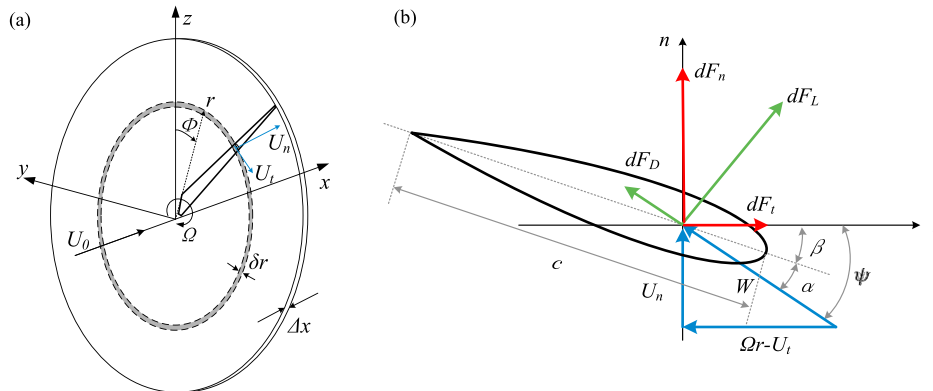 (a)
z
r
Φ
U_n
U_t
y
x
U_0
Ω
δr
Δx
(b)
n
dF_n
dF_L
dF_D
dF_t
β
ψ
c
W
α
U_n
Ωr-U_t